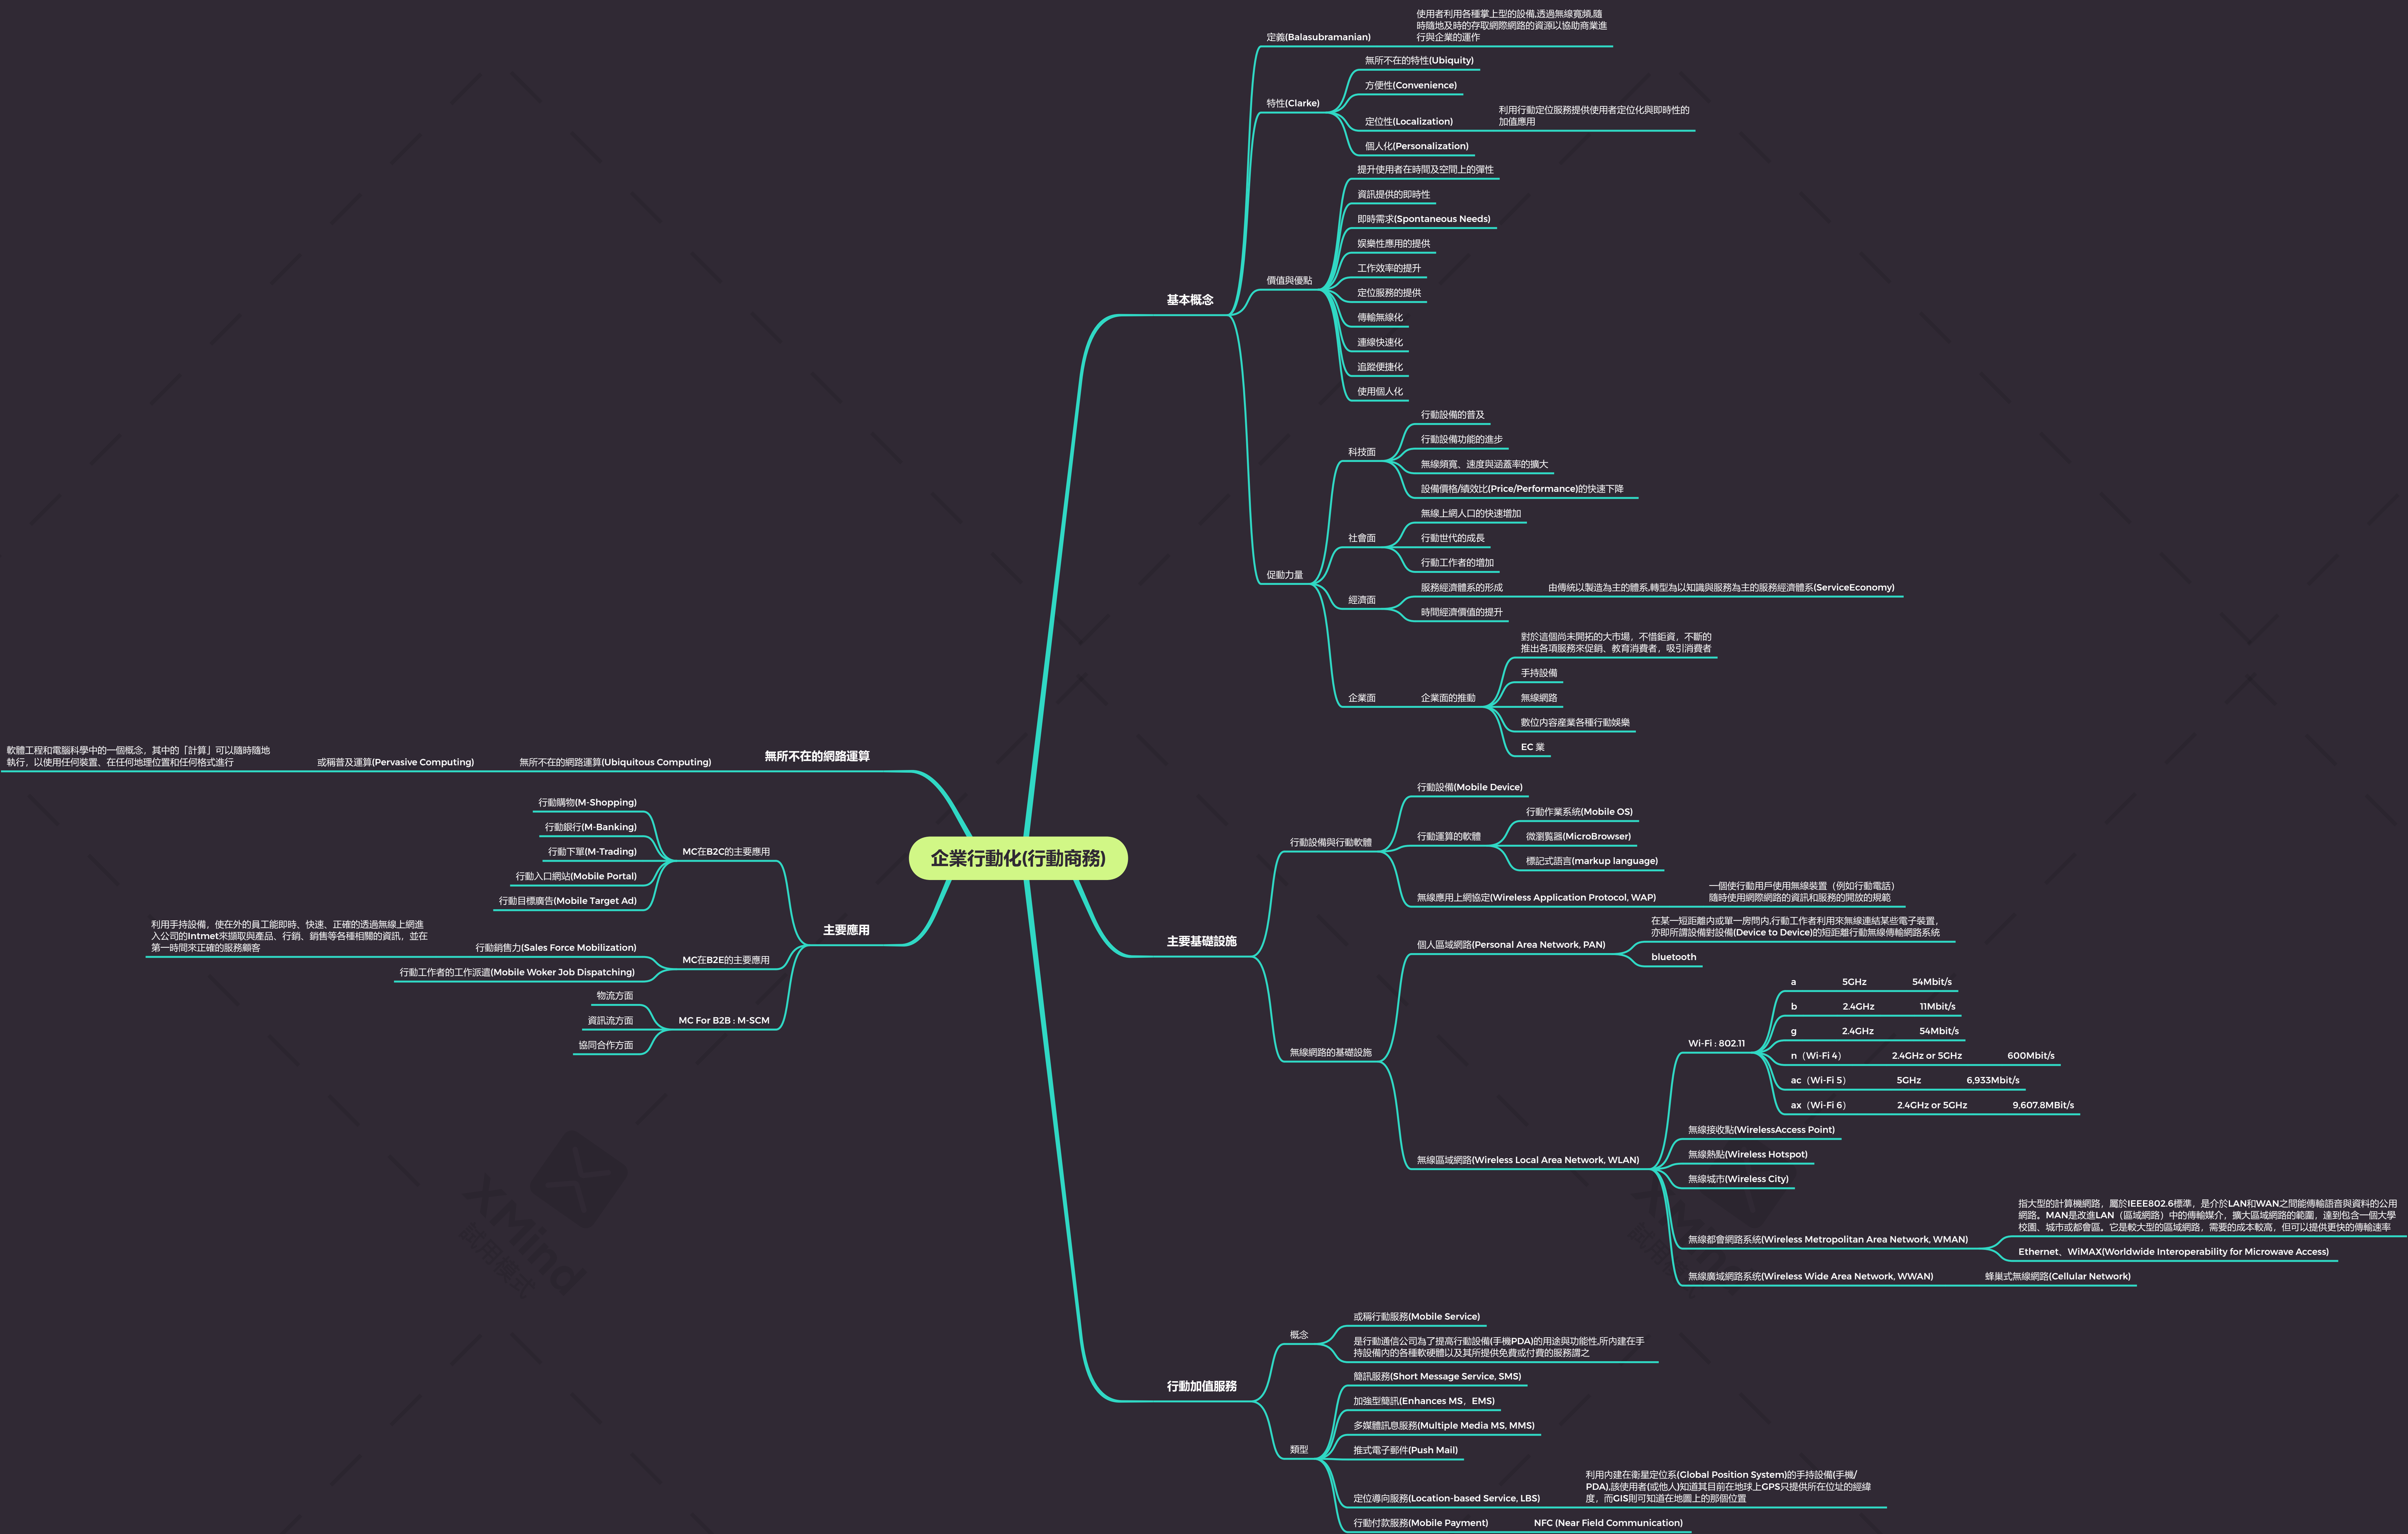 企業行動化(行動商務)
基本概念
定義(Balasubramanian)
使用者利用各種掌上型的設備,透過無線寬頻,隨
時隨地及時的存取網際網路的資源以協助商業進
行與企業的運作
特性(Clarke)
無所不在的特性(Ubiquity)
方便性(Convenience)
定位性(Localization)
利用行動定位服務提供使用者定位化與即時性的
加值應用
個人化(Personalization)
價值與優點
提升使用者在時間及空間上的彈性
資訊提供的即時性
即時需求(Spontaneous Needs)
娛樂性應用的提供
工作效率的提升
定位服務的提供
傳輸無線化
連線快速化
追蹤便捷化
使用個人化
促動力量
科技面
行動設備的普及
行動設備功能的進步
無線頻寬、速度與涵蓋率的擴大
設備價格/績效比(Price/Performance)的快速下降
社會面
無線上網人口的快速增加
行動世代的成長
行動工作者的增加
經濟面
服務經濟體系的形成
由傳統以製造為主的體系,轉型為以知識與服務為主的服務經濟體系(ServiceEconomy)
時間經濟價值的提升
企業面
企業面的推動
對於這個尚未開拓的大市場，不惜鉅資，不斷的
推出各項服務來促銷、教育消費者，吸引消費者
手持設備
無線網路
數位內容產業各種行動娛樂
EC 業
主要基礎設施
行動設備與行動軟體
行動設備(Mobile Device)
行動運算的軟體
行動作業系統(Mobile OS)
微瀏覧器(MicroBrowser)
標記式語言(markup language)
無線應用上網協定(Wireless Application Protocol, WAP)
一個使行動用戶使用無線裝置（例如行動電話）
隨時使用網際網路的資訊和服務的開放的規範
無線網路的基礎設施
個人區域網路(Personal Area Network, PAN)
在某一短距離内或單一房間内,行動工作者利用來無線連結某些電子裝置，
亦即所謂設備對設備(Device to Device)的短距離行動無線傳輸網路系統
bluetooth
無線區域網路(Wireless Local Area Network, WLAN)
Wi-Fi : 802.11
a 5GHz 54Mbit/s
b 2.4GHz 11Mbit/s
g 2.4GHz 54Mbit/s
n（Wi-Fi 4） 2.4GHz or 5GHz 600Mbit/s
ac（Wi-Fi 5） 5GHz 6,933Mbit/s
ax（Wi-Fi 6） 2.4GHz or 5GHz 9,607.8MBit/s
無線接收點(WirelessAccess Point)
無線熱點(Wireless Hotspot)
無線城市(Wireless City)
無線都會網路系統(Wireless Metropolitan Area Network, WMAN)
指大型的計算機網路，屬於IEEE802.6標準，是介於LAN和WAN之間能傳輸語音與資料的公用
網路。MAN是改進LAN（區域網路）中的傳輸媒介，擴大區域網路的範圍，達到包含一個大學
校園、城市或都會區。它是較大型的區域網路，需要的成本較高，但可以提供更快的傳輸速率
Ethernet、WiMAX(Worldwide Interoperability for Microwave Access)
無線廣域網路系統(Wireless Wide Area Network, WWAN)
蜂巢式無線網路(Cellular Network)
行動加值服務
概念
或稱行動服務(Mobile Service)
是行動通信公司為了提高行動設備(手機PDA)的用途與功能性,所內建在手
持設備内的各種軟硬體以及其所提供免費或付費的服務謂之
類型
簡訊服務(Short Message Service, SMS)
加強型簡訊(Enhances MS，EMS)
多媒體訊息服務(Multiple Media MS, MMS)
推式電子郵件(Push Mail)
定位導向服務(Location-based Service, LBS)
利用內建在衛星定位系(Global Position System)的手持設備(手機/
PDA),該使用者(或他人)知道其目前在地球上GPS只提供所在位址的經緯
度，而GIS則可知道在地圖上的那個位置
行動付款服務(Mobile Payment)
NFC (Near Field Communication)
無所不在的網路運算
無所不在的網路運算(Ubiquitous Computing)
或稱普及運算(Pervasive Computing)
軟體工程和電腦科學中的一個概念，其中的「計算」可以隨時隨地
執行，以使用任何裝置、在任何地理位置和任何格式進行
主要應用
MC在B2C的主要應用
行動購物(M-Shopping)
行動銀行(M-Banking)
行動下單(M-Trading)
行動入口網站(Mobile Portal)
行動目標廣告(Mobile Target Ad)
MC在B2E的主要應用
行動銷售力(Sales Force Mobilization)
利用手持設備，使在外的員工能即時、快速、正確的透過無線上網進
入公司的Intmet來擷取與產品、行銷、銷售等各種相關的資訊，並在
第一時間來正確的服務顧客
行動工作者的工作派遣(Mobile Woker Job Dispatching)
MC For B2B : M-SCM
物流方面
資訊流方面
協同合作方面
XMind
試用模式